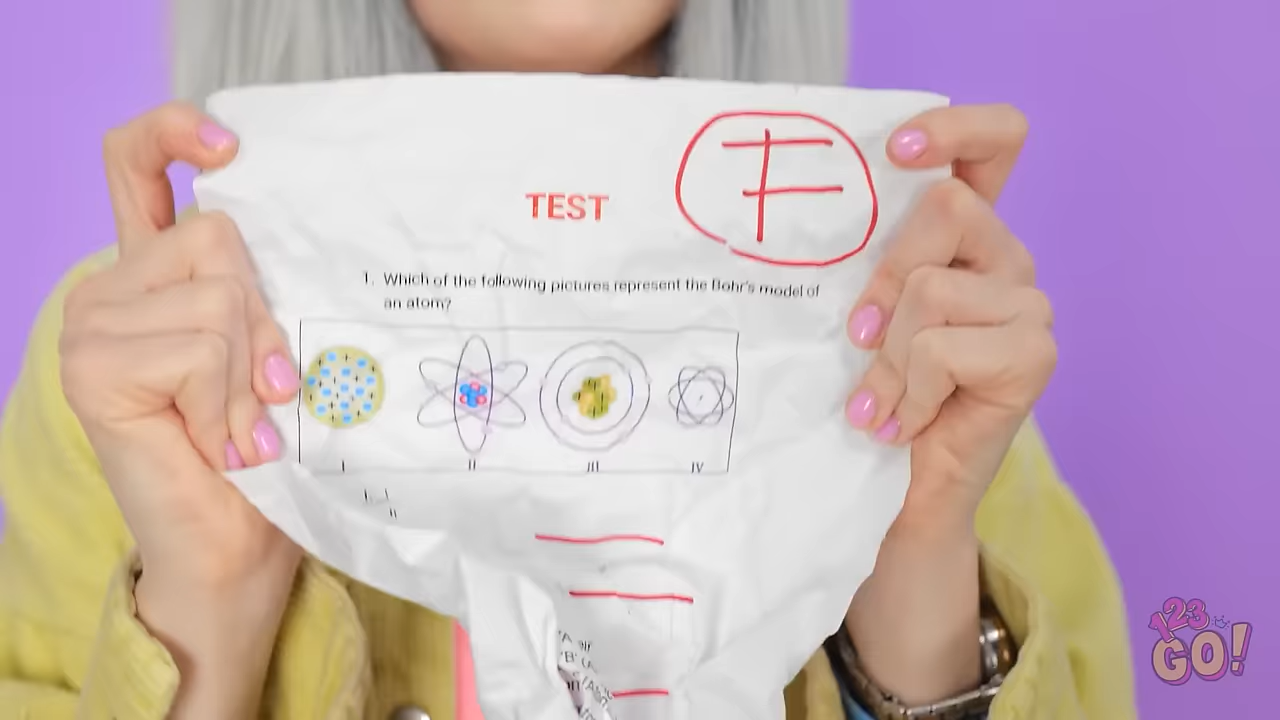 F
TEST
1. Which of the following pictures represent the Bohr's model of
an atom?
I II III IV
I. I
II
123
GO!